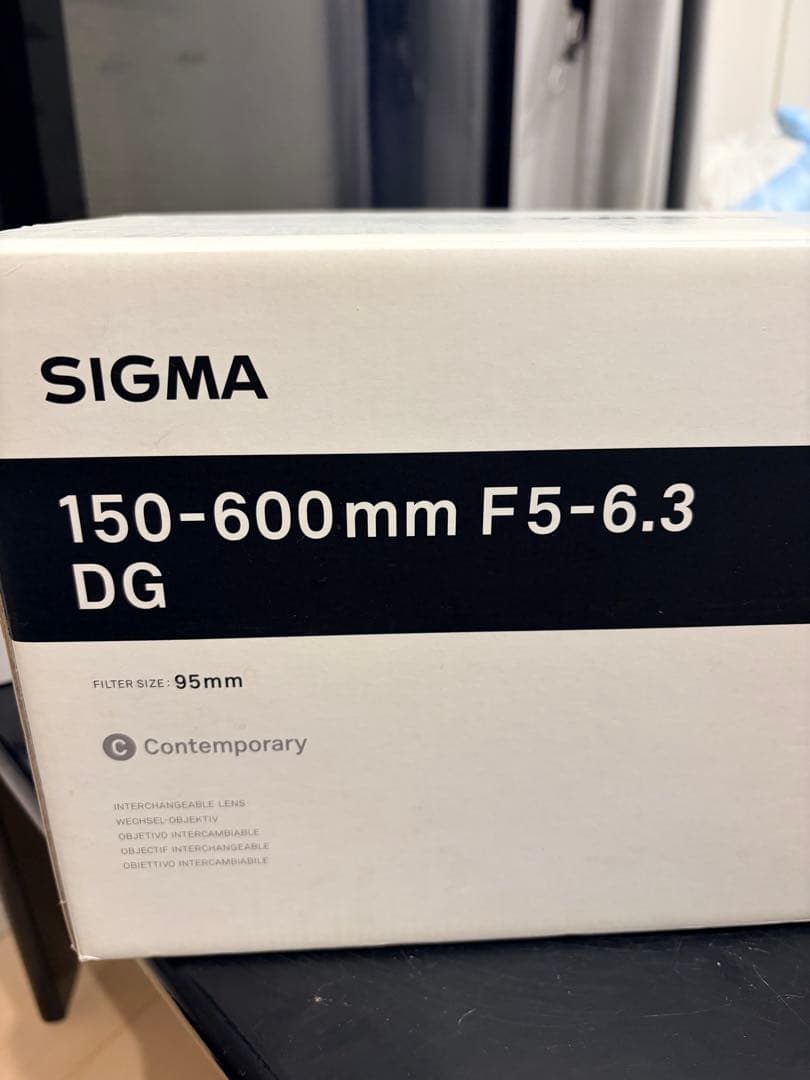 SIGMA
150-600mm F5-6.3
DG
FILTER SIZE: 95mm
C Contemporary
INTERCHANGEABLE LENS
WECHSEL-OBJEKTIV
OBJETIVO INTERCAMBIABLE
OBJECTIF INTERCHANGEABLE
OBIETTIVO INTERCAMBIABILE